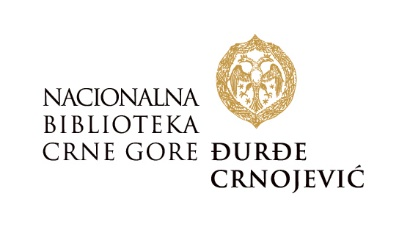 NACIONALNA
BIBLIOTEKA
CRNE GORE
ĐURĐE
CRNOJEVIĆ